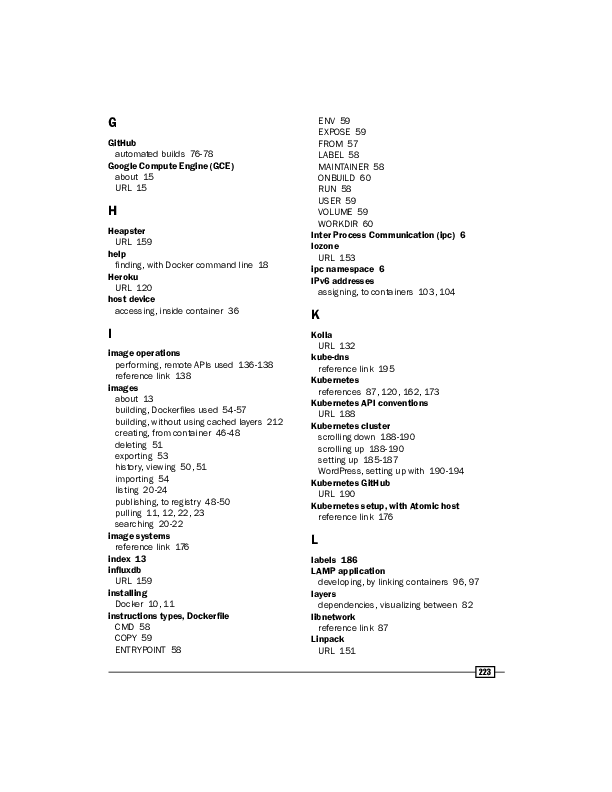 G
GitHub
automated builds 76-78
Google Compute Engine (GCE)
about 15
URL 15
H
Heapster
URL 159
help
finding, with Docker command line 18
Heroku
URL 120
host device
accessing, inside container 36
I
image operations
performing, remote APIs used 136-138
reference link 138
images
about 13
building, Dockerfiles used 54-57
building, without using cached layers 212
creating, from container 46-48
deleting 51
exporting 53
history, viewing 50, 51
importing 54
listing 20-24
publishing, to registry 48-50
pulling 11, 12, 22, 23
searching 20-22
image systems
reference link 176
index 13
influxdb
URL 159
installing
Docker 10, 11
instructions types, Dockerfile
CMD 58
COPY 59
ENTRYPOINT 58
ENV 59
EXPOSE 59
FROM 57
LABEL 58
MAINTAINER 58
ONBUILD 60
RUN 58
USER 59
VOLUME 59
WORKDIR 60
Inter Process Communication (ipc) 6
Iozone
URL 153
ipc namespace 6
IPv6 addresses
assigning, to containers 103, 104
K
Kolla
URL 132
kube-dns
reference link 195
Kubernetes
references 87, 120, 162, 173
Kubernetes API conventions
URL 188
Kubernetes cluster
scrolling down 188-190
scrolling up 188-190
setting up 185-187
WordPress, setting up with 190-194
Kubernetes GitHub
URL 190
Kubernetes setup, with Atomic host
reference link 176
L
labels 186
LAMP application
developing, by linking containers 96, 97
layers
dependencies, visualizing between 82
libnetwork
reference link 87
Linpack
URL 151
223